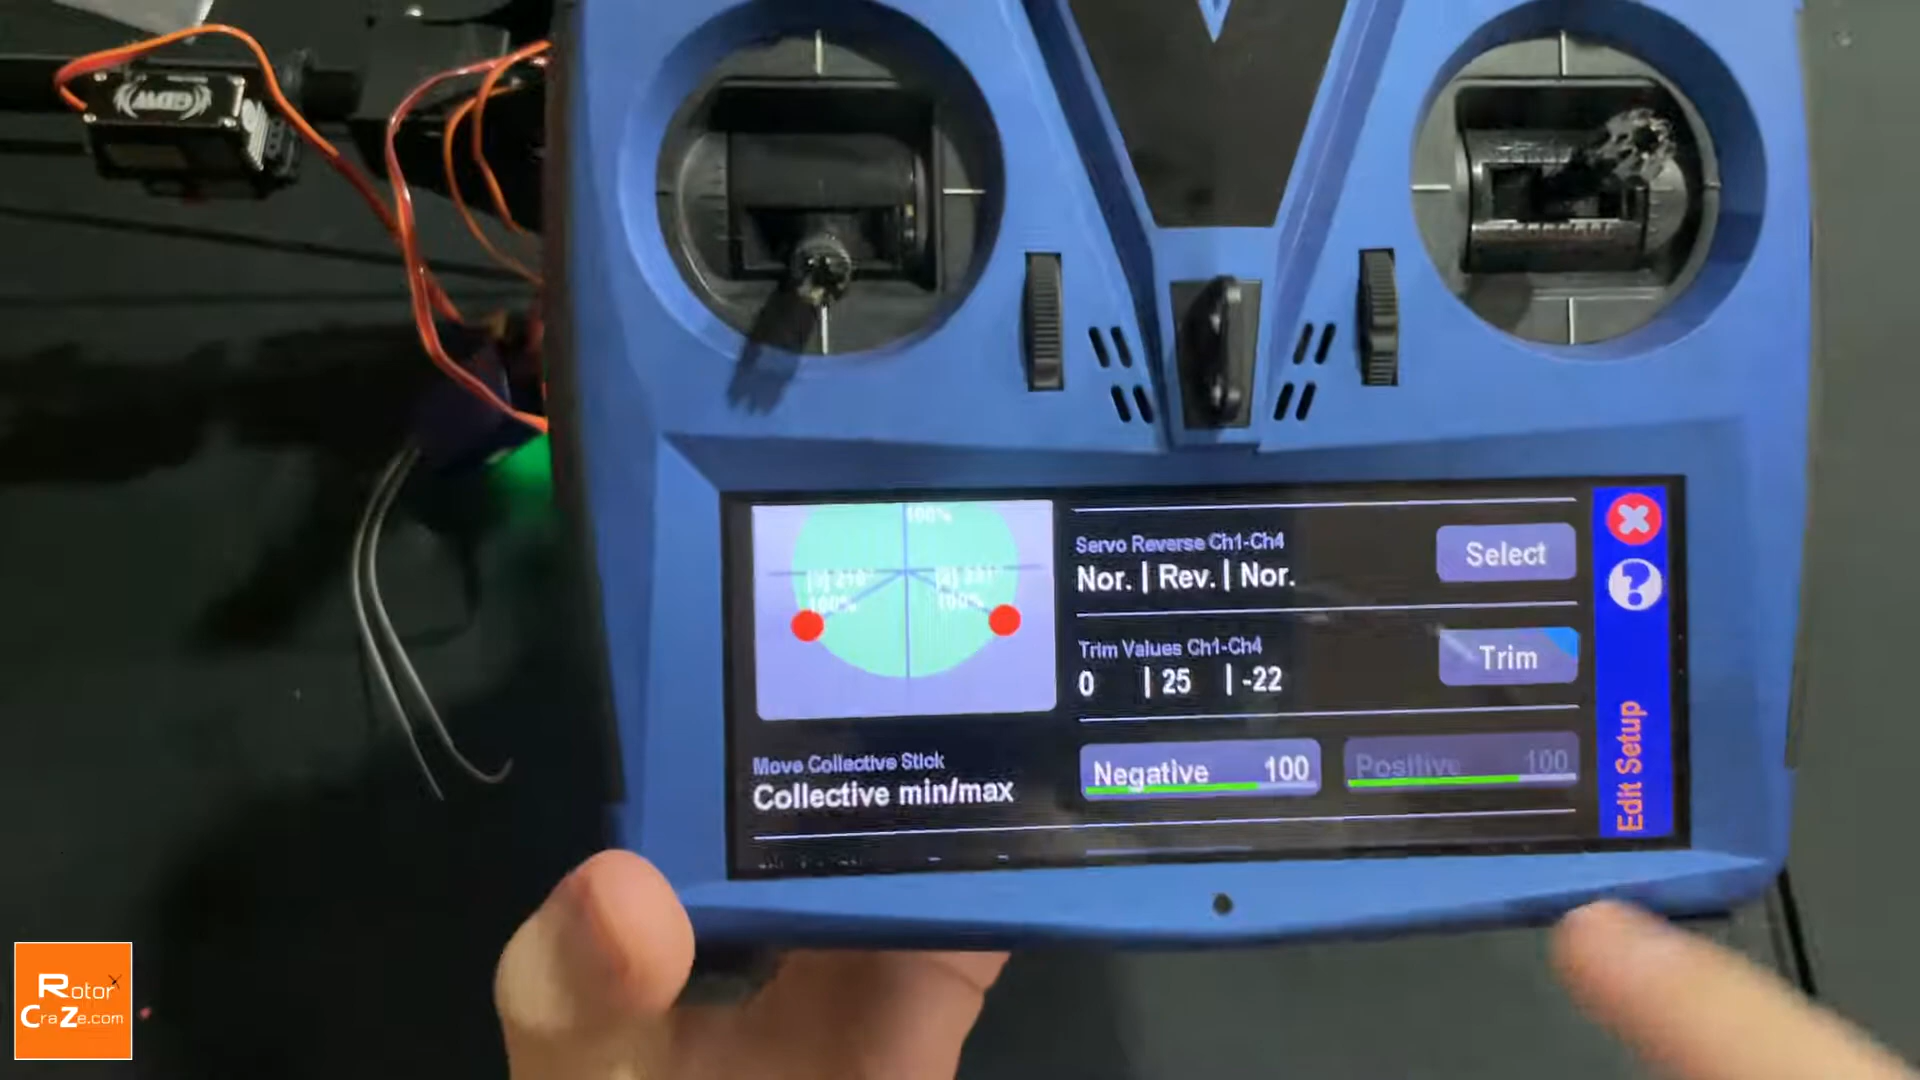 GDW
100%
Servo Reverse Ch1-Ch4
Nor. | Rev. | Nor.
Select
100%
100%
Trim Values Ch1-Ch4
0 | 25 | -22
Trim
Move Collective Stick
Collective min/max
Negative 100
Positive 100
Edit Setup
Rotor
CraZe.com